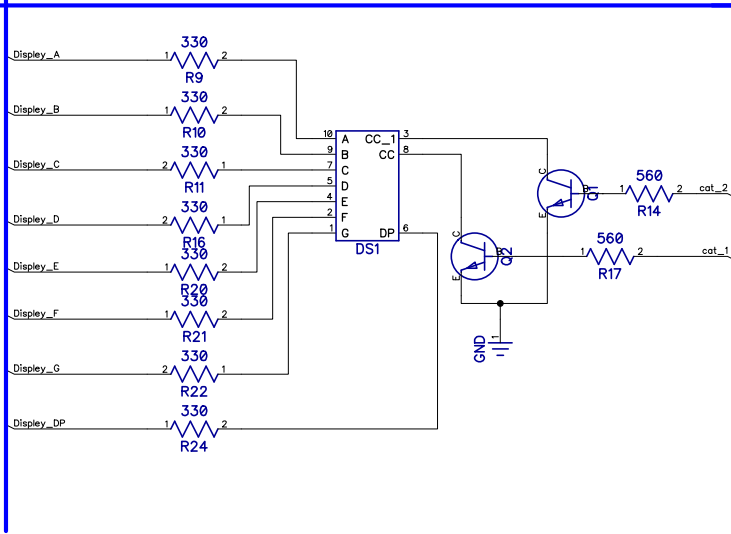 Displey_A 1 330 2
R9
Displey_B 1 330 2
R10
Displey_C 2 330 1
R11
Displey_D 2 330 1
R16
Displey_E 1 330 2
R20
Displey_F 1 330 2
R21
Displey_G 2 330 1
R22
Displey_DP 1 330 2
R24
10 A CC_1 3
9 B CC 8
7 C
5 D
4 E
2 F
1 G DP 6
DS1
C
B
E
Q1
1 560 2 cat_2
R14
C
B
E
Q2
1 560 2 cat_1
R17
1
GND